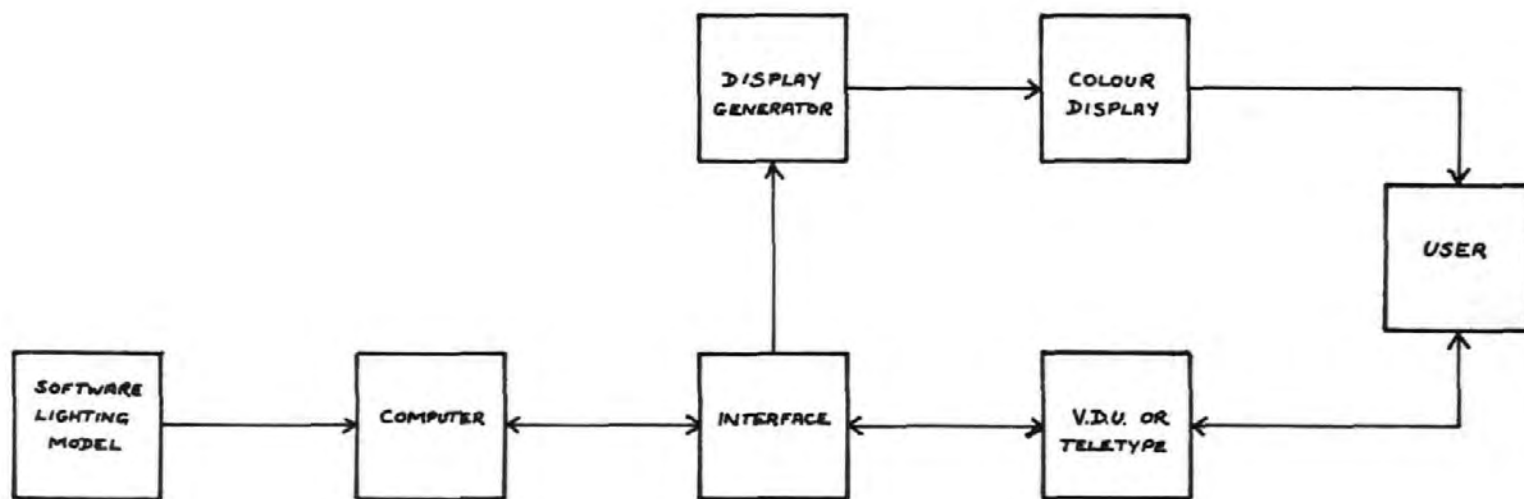 DISPLAY
GENERATOR
COLOUR
DISPLAY
USER
SOFTWARE
LIGHTING
MODEL
COMPUTER
INTERFACE
V.D.U. OR
TELETYPE